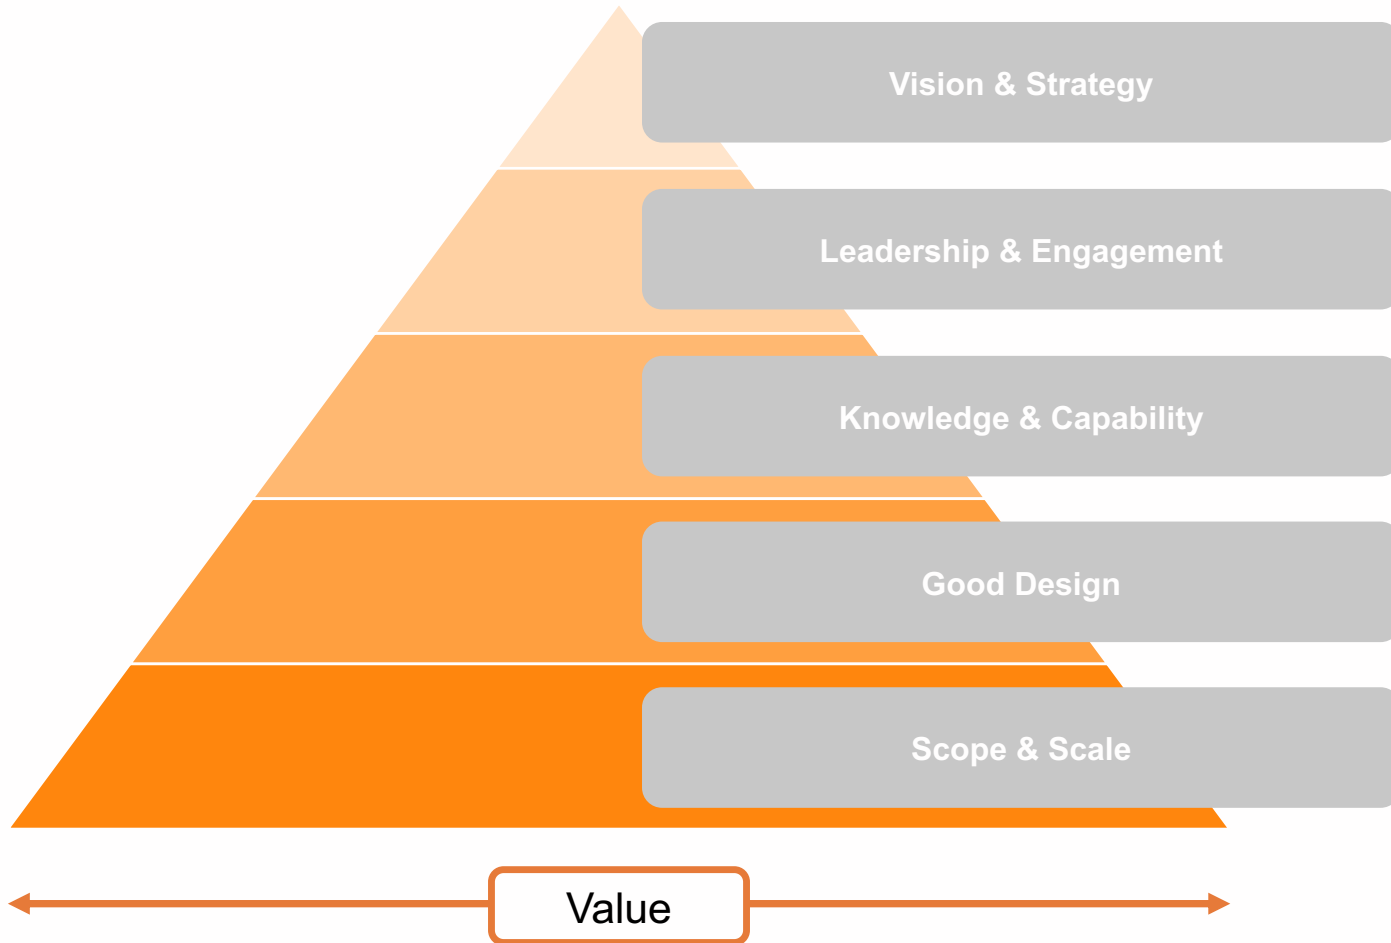 Vision & Strategy
Leadership & Engagement
Knowledge & Capability
Good Design
Scope & Scale
Value